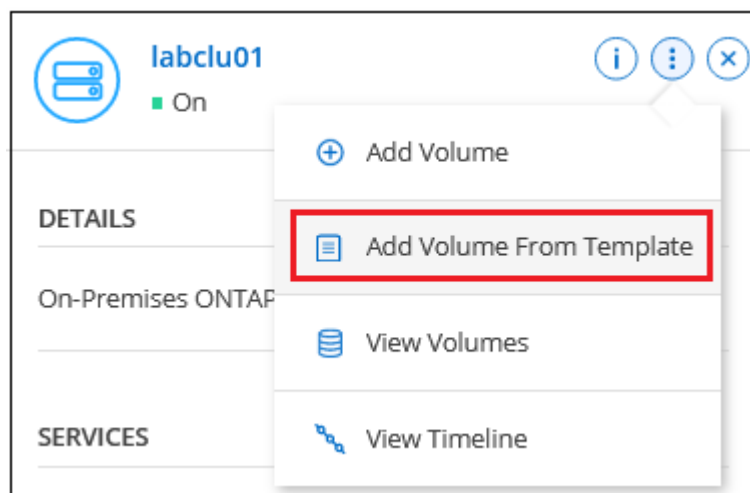 labclu01
On
Add Volume
DETAILS
Add Volume From Template
On-Premises ONTAP
View Volumes
SERVICES
View Timeline